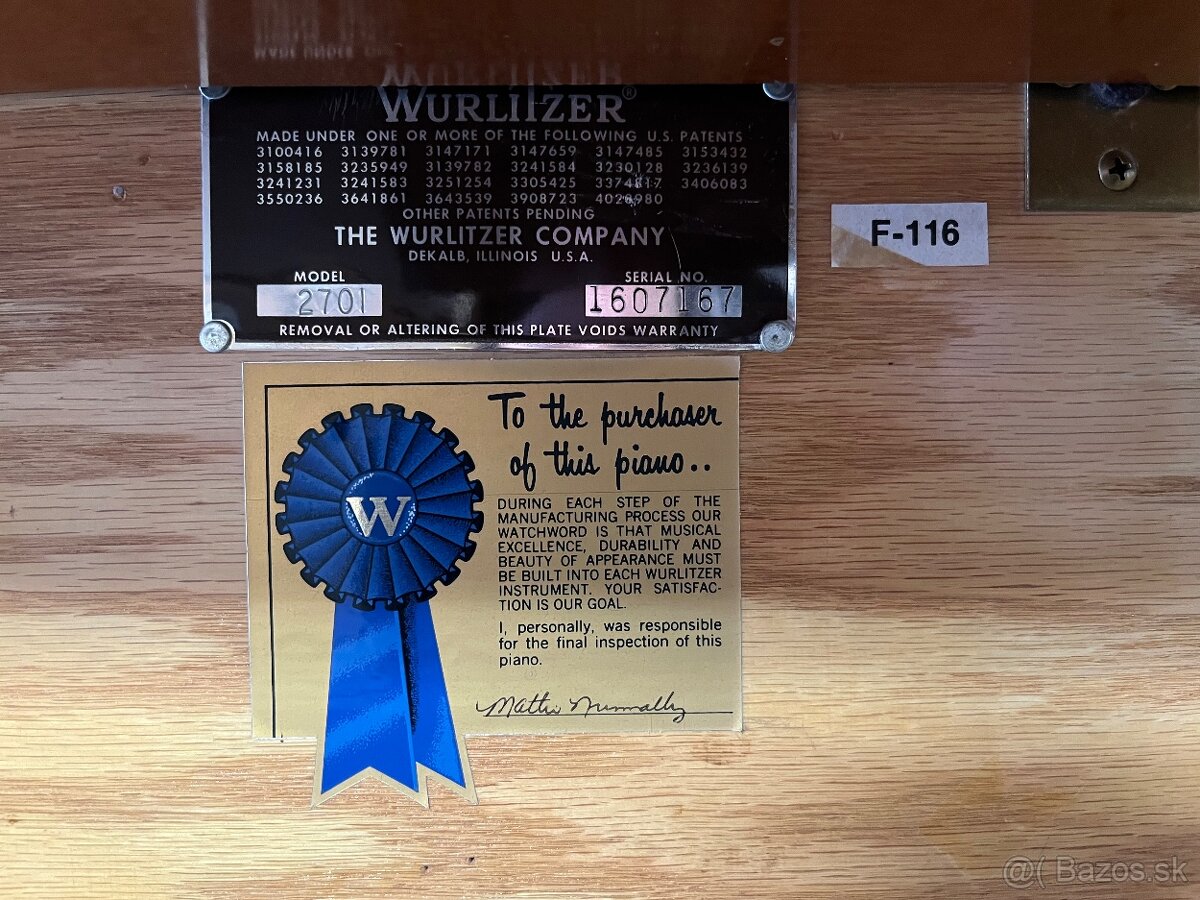 WURLITZER®
MADE UNDER ONE OR MORE OF THE FOLLOWING U.S. PATENTS
3100416 3139781 3147171 3147659 3147485 3153432
3158185 3235949 3139782 3241584 3230128 3236139
3241231 3241583 3251254 3305425 3374817 3406083
3550236 3641861 3643539 3908723 4026980
OTHER PATENTS PENDING
THE WURLITZER COMPANY
DEKALB, ILLINOIS U.S.A.
MODEL SERIAL NO.
2701 1607167
REMOVAL OR ALTERING OF THIS PLATE VOIDS WARRANTY
F-116
To the purchaser
of this piano..
DURING EACH STEP OF THE
MANUFACTURING PROCESS OUR
WATCHWORD IS THAT MUSICAL
EXCELLENCE, DURABILITY AND
BEAUTY OF APPEARANCE MUST
BE BUILT INTO EACH WURLITZER
INSTRUMENT. YOUR SATISFAC-
TION IS OUR GOAL.
I, personally, was responsible
for the final inspection of this
piano.
W
@( Bazos.sk